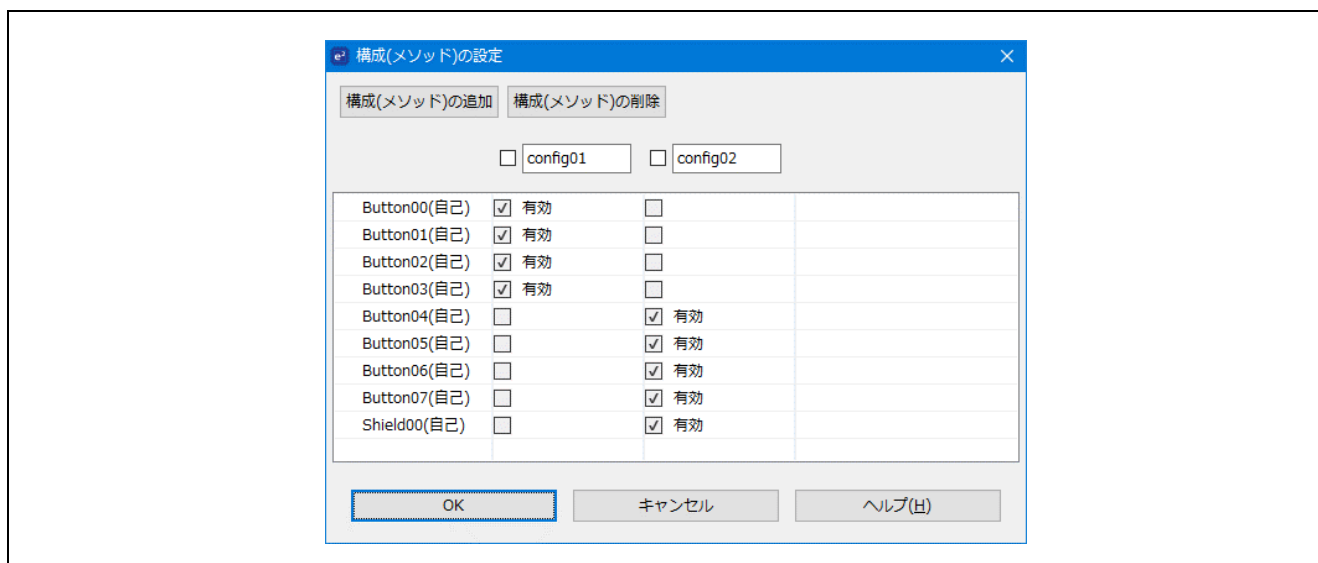 e² 構成(メソッド)の設定
構成(メソッド)の追加 構成(メソッド)の削除
config01 config02
Button00(自己) 有効
Button01(自己) 有効
Button02(自己) 有効
Button03(自己) 有効
Button04(自己) 有効
Button05(自己) 有効
Button06(自己) 有効
Button07(自己) 有効
Shield00(自己) 有効
OK キャンセル ヘルプ(H)